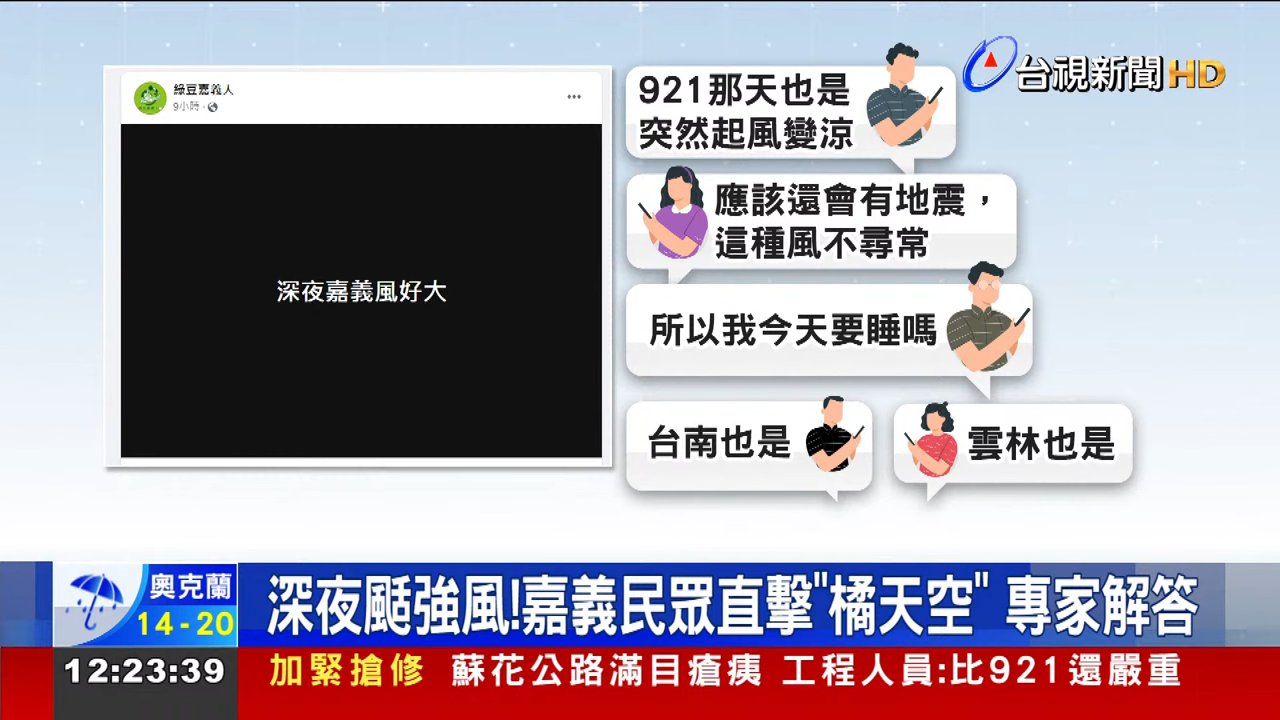 台視新聞HD
綠豆嘉義人
9小時
深夜嘉義風好大
921那天也是
突然起風變涼
應該還會有地震，
這種風不尋常
所以我今天要睡嗎
台南也是
雲林也是
奧克蘭
14-20
深夜颳強風!嘉義民眾直擊"橘天空" 專家解答
12:23:39
加緊搶修 蘇花公路滿目瘡痍 工程人員:比921還嚴重